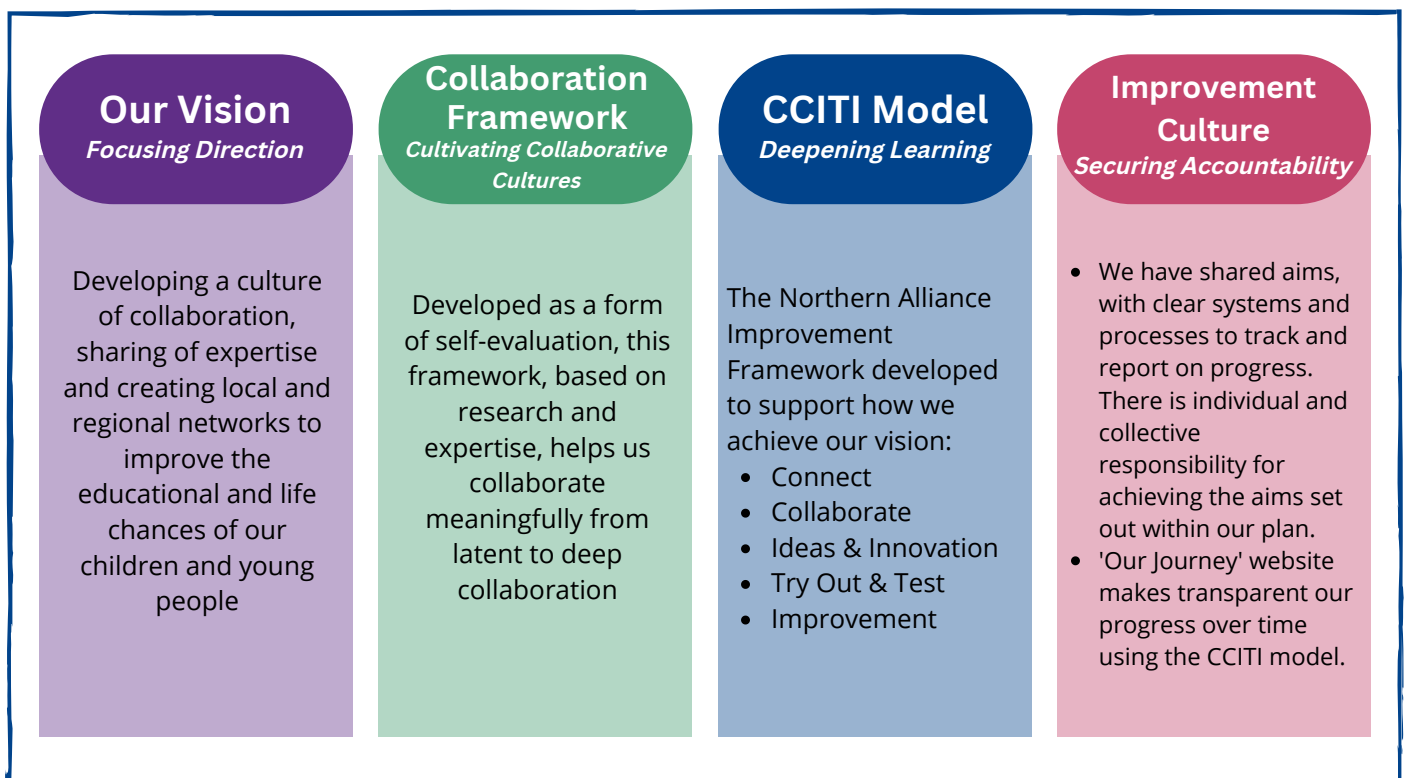 Our Vision
Focusing Direction
Developing a culture
of collaboration,
sharing of expertise
and creating local and
regional networks to
improve the
educational and life
chances of our
children and young
people
Collaboration
Framework
Cultivating Collaborative
Cultures
Developed as a form
of self-evaluation, this
framework, based on
research and
expertise, helps us
collaborate
meaningfully from
latent to deep
collaboration
CCITI Model
Deepening Learning
The Northern Alliance
Improvement
Framework developed
to support how we
achieve our vision:
• Connect
• Collaborate
• Ideas & Innovation
• Try Out & Test
• Improvement
Improvement
Culture
Securing Accountability
• We have shared aims,
with clear systems and
processes to track and
report on progress.
There is individual and
collective
responsibility for
achieving the aims set
out within our plan.
• 'Our Journey' website
makes transparent our
progress over time
using the CCITI model.